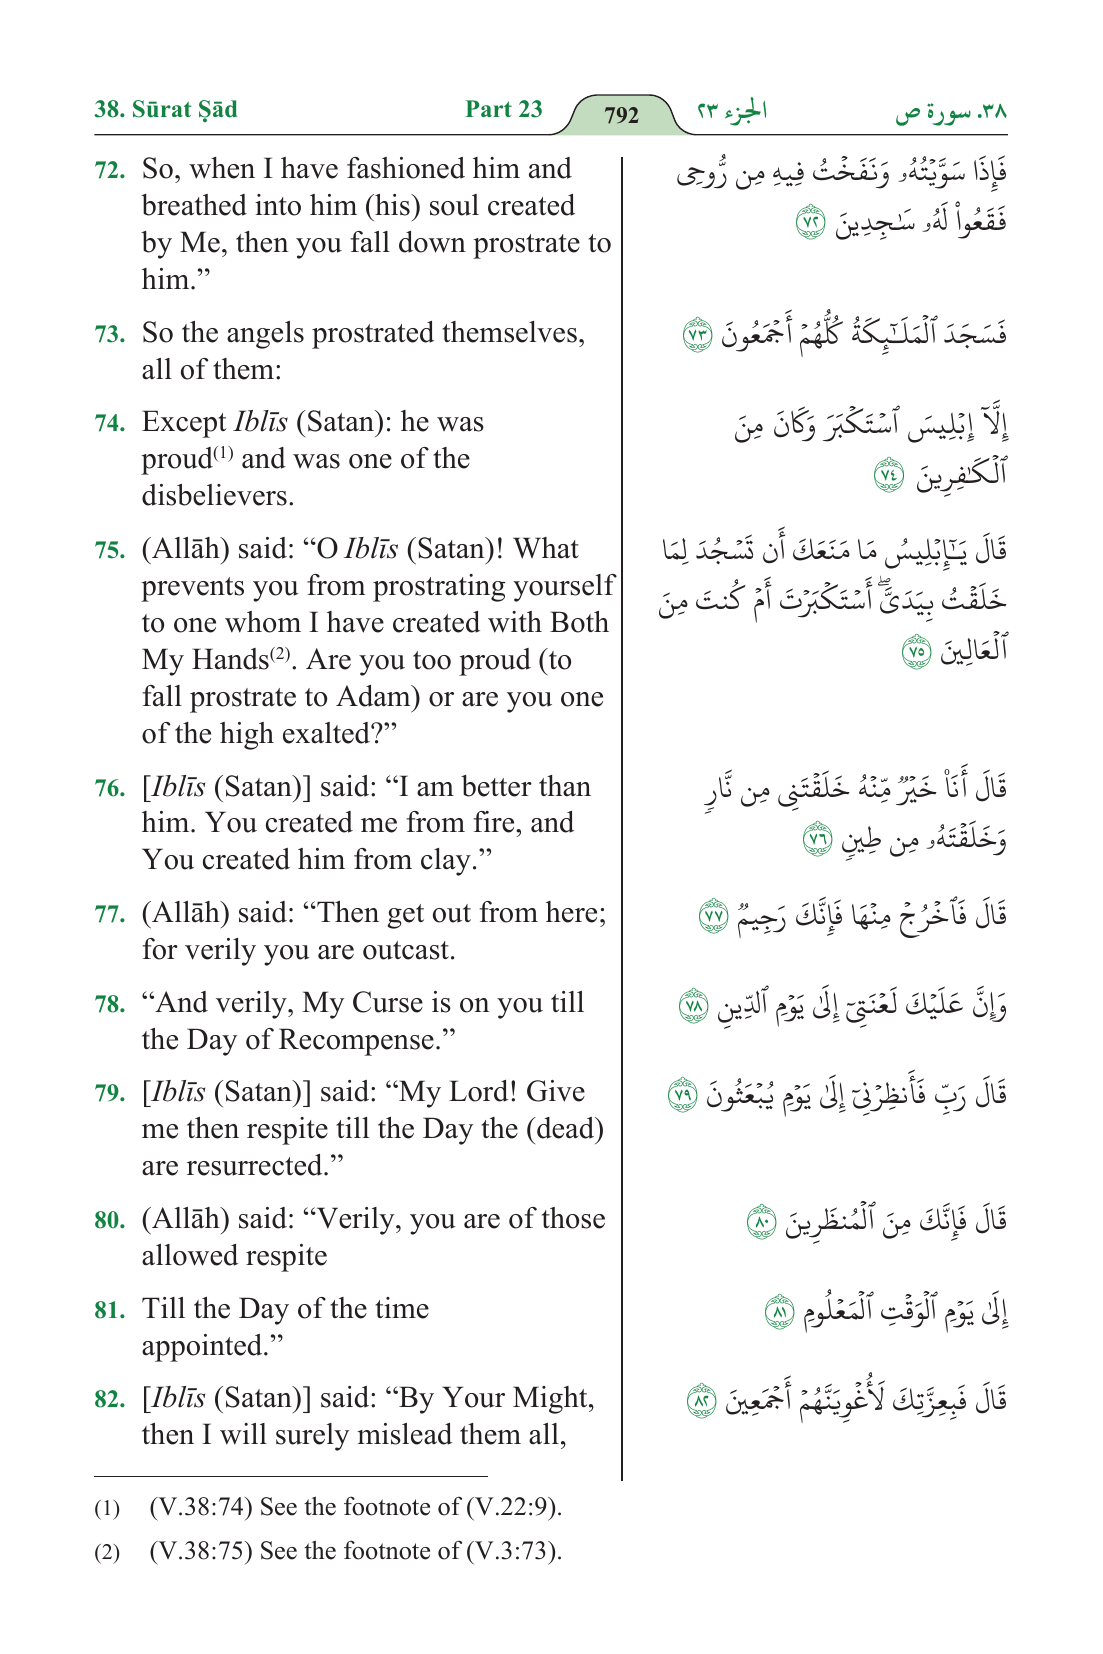 38. Sūrat Ṣād Part 23 792 الجزء ٢٣ ٣٨. سورة ص
72. So, when I have fashioned him and
breathed into him (his) soul created
by Me, then you fall down prostrate to
him.”
فَإِذَا سَوَّيْتُهُۥ وَنَفَخْتُ فِيهِ مِن رُّوحِى
فَقَعُوا۟ لَهُۥ سَـٰجِدِينَ ٧٢
73. So the angels prostrated themselves,
all of them:
فَسَجَدَ ٱلْمَلَـٰٓئِكَةُ كُلُّهُمْ أَجْمَعُونَ ٧٣
74. Except Iblīs (Satan): he was
proud(1) and was one of the
disbelievers.
إِلَّآ إِبْلِيسَ ٱسْتَكْبَرَ وَكَانَ مِنَ
ٱلْكَـٰفِرِينَ ٧٤
75. (Allāh) said: “O Iblīs (Satan)! What
prevents you from prostrating yourself
to one whom I have created with Both
My Hands(2). Are you too proud (to
fall prostrate to Adam) or are you one
of the high exalted?”
قَالَ يَـٰٓإِبْلِيسُ مَا مَنَعَكَ أَن تَسْجُدَ لِمَا
خَلَقْتُ بِيَدَىَّ ۖ أَسْتَكْبَرْتَ أَمْ كُنتَ مِنَ
ٱلْعَالِينَ ٧٥
76. [Iblīs (Satan)] said: “I am better than
him. You created me from fire, and
You created him from clay.”
قَالَ أَنَا۠ خَيْرٌ مِّنْهُ خَلَقْتَنِى مِن نَّارٍ
وَخَلَقْتَهُۥ مِن طِينٍ ٧٦
77. (Allāh) said: “Then get out from here;
for verily you are outcast.
قَالَ فَٱخْرُجْ مِنْهَا فَإِنَّكَ رَجِيمٌ ٧٧
78. “And verily, My Curse is on you till
the Day of Recompense.”
وَإِنَّ عَلَيْكَ لَعْنَتِىٓ إِلَىٰ يَوْمِ ٱلدِّينِ ٧٨
79. [Iblīs (Satan)] said: “My Lord! Give
me then respite till the Day the (dead)
are resurrected.”
قَالَ رَبِّ فَأَنظِرْنِىٓ إِلَىٰ يَوْمِ يُبْعَثُونَ ٧٩
80. (Allāh) said: “Verily, you are of those
allowed respite
قَالَ فَإِنَّكَ مِنَ ٱلْمُنظَرِينَ ٨٠
81. Till the Day of the time
appointed.”
إِلَىٰ يَوْمِ ٱلْوَقْتِ ٱلْمَعْلُومِ ٨١
82. [Iblīs (Satan)] said: “By Your Might,
then I will surely mislead them all,
قَالَ فَبِعِزَّتِكَ لَأُغْوِيَنَّهُمْ أَجْمَعِينَ ٨٢
(1) (V.38:74) See the footnote of (V.22:9).
(2) (V.38:75) See the footnote of (V.3:73).